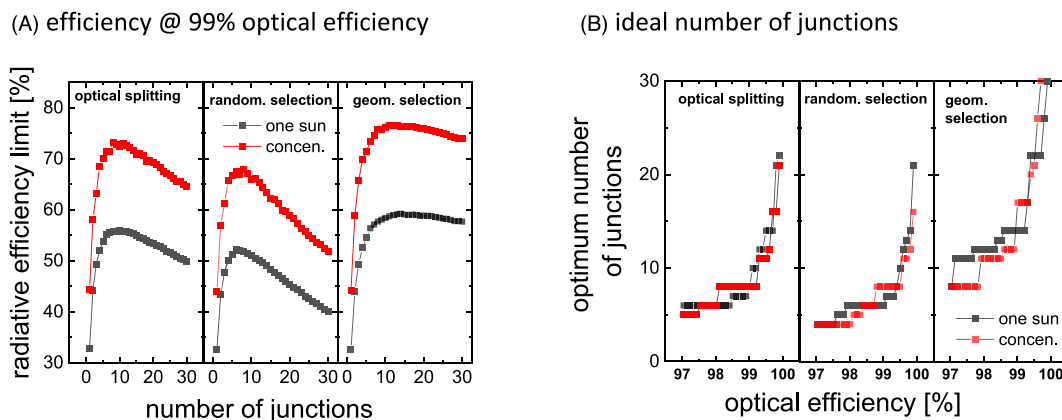 (A) efficiency @ 99% optical efficiency
radiative efficiency limit [%]
80
70
60
50
40
30
optical splitting
random. selection
geom. selection
one sun
concen.
0 10 20 30
0 10 20 30
0 10 20 30
number of junctions
(B) ideal number of junctions
optimum number
of junctions
30
20
10
0
optical splitting
random. selection
geom.
selection
one sun
concen.
97 98 99 100
97 98 99 100
97 98 99 100
optical efficiency [%]